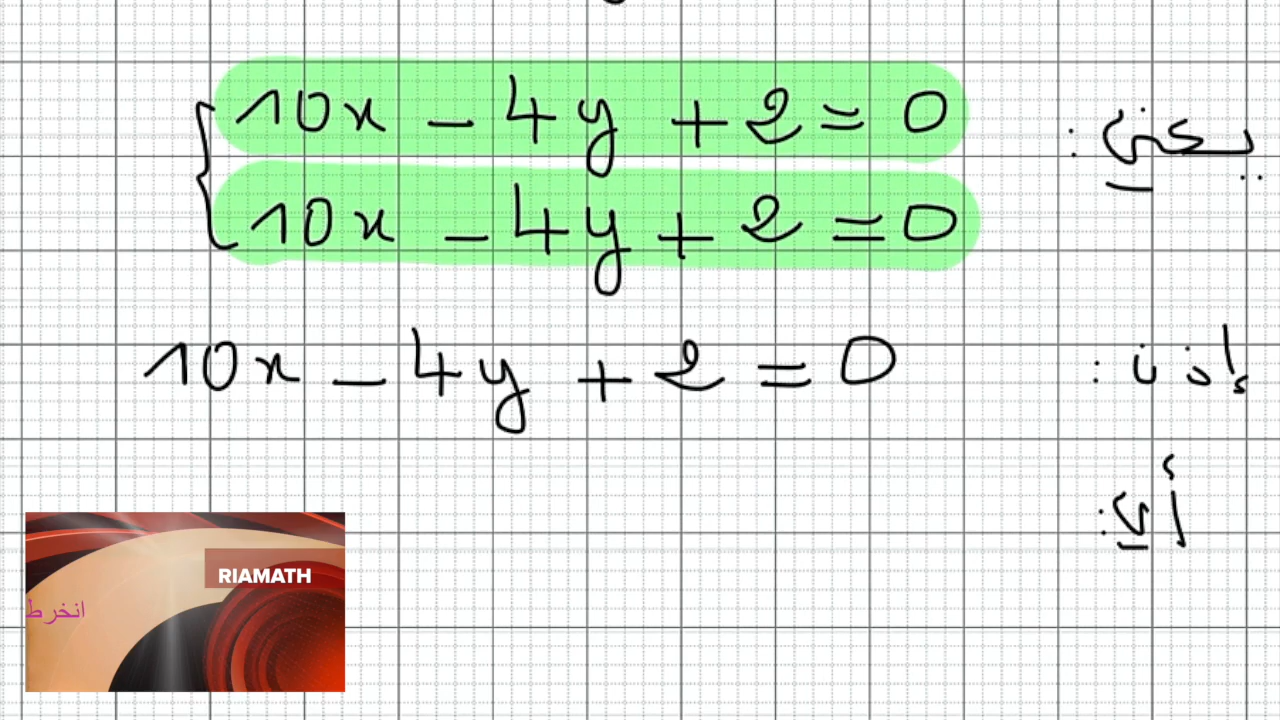 يعني :
10x - 4y + 2 = 0
10x - 4y + 2 = 0
إذن :
10x - 4y + 2 = 0
أي :
RIAMATH
انخرط